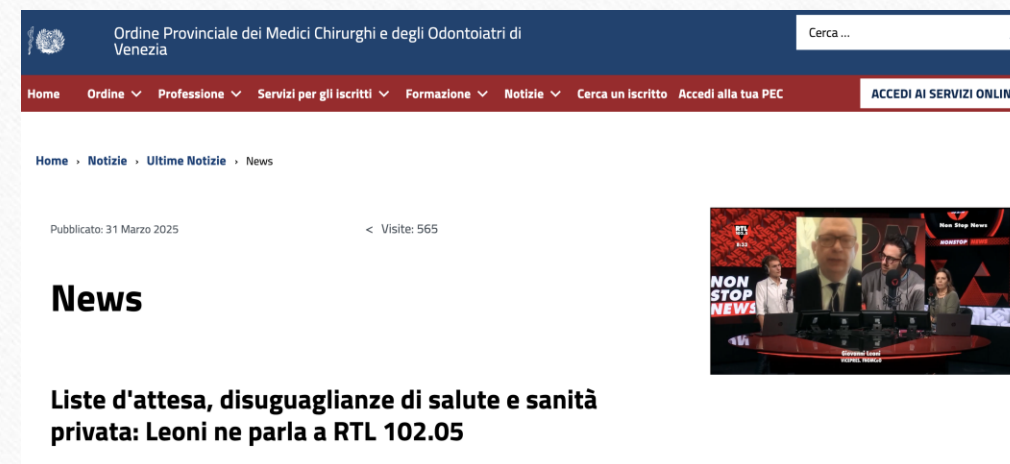 Ordine Provinciale dei Medici Chirurghi e degli Odontoiatri di
Venezia
Cerca ...
Home Ordine Professione Servizi per gli iscritti Formazione Notizie Cerca un iscritto Accedi alla tua PEC ACCEDI AI SERVIZI ONLIN
Home › Notizie › Ultime Notizie › News
Pubblicato: 31 Marzo 2025 < Visite: 565
News
RTL
Non Stop News
NONSTOP NEWS
NON
STOP
NEWS
Giovanni Leoni
Liste d'attesa, disuguaglianze di salute e sanità
privata: Leoni ne parla a RTL 102.05